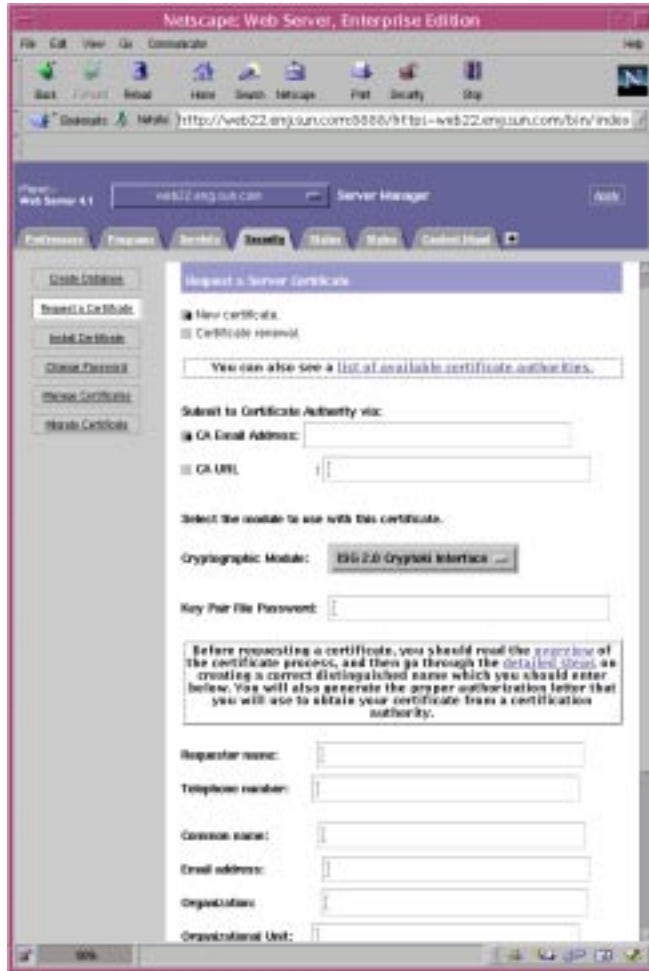 Netscape: Web Server, Enterprise Edition
File Edit View Go Communicator Help
Back Forward Reload Home Search Netscape Print Security Stop
Bookmarks http://web22.eng.sun.com:8888/https-web22.eng.sun.com/bin/index
Web Server 4.1 web22.eng.sun.com Server Manager Apply
Preferences Programs Servlets Security Status Styles Content Mgmt
Create Database
Request a Certificate
Install Certificate
Change Password
Manage Certificates
Migrate Certificate
Request a Server Certificate
New certificate.
Certificate renewal.
You can also see a list of available certificate authorities.
Submit to Certificate Authority via:
CA Email Address:
CA URL :
Select the module to use with this certificate.
Cryptographic Module:
Cryptoki Interface
Key Pair File Password:
Before requesting a certificate, you should read the overview of
the certificate process, and then go through the detailed steps on
creating a correct distinguished name which you should enter
below. You will also generate the proper authorization letter that
you will use to obtain your certificate from a certification
authority.
Requestor name:
Telephone number:
Common name:
Email address:
Organization:
Organizational Unit: